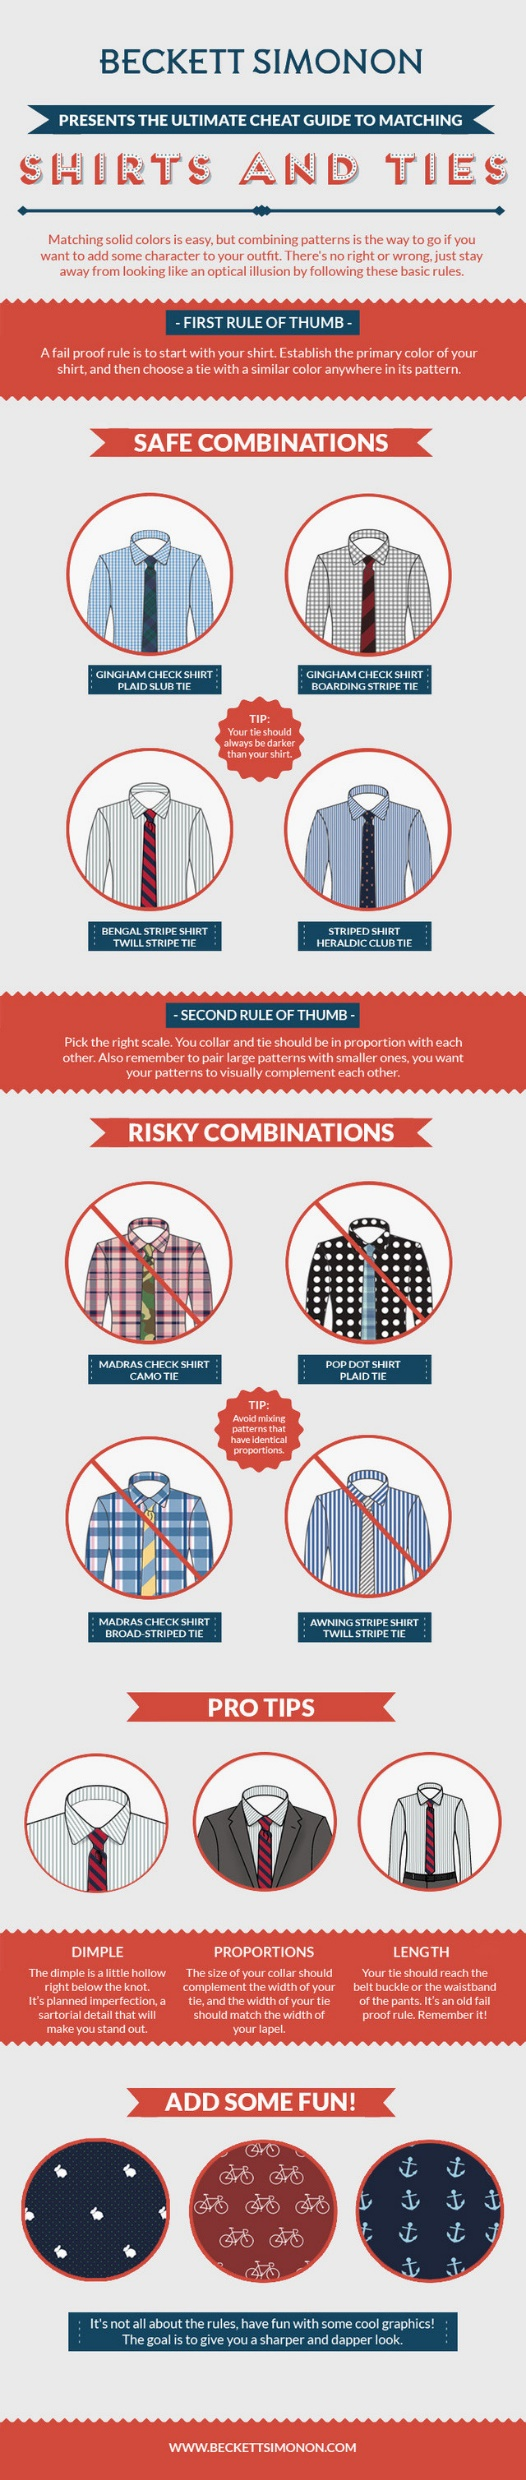 BECKETT SIMONON
PRESENTS THE ULTIMATE CHEAT GUIDE TO MATCHING
SHIRTS AND TIES
Matching solid colors is easy, but combining patterns is the way to go if you
want to add some character to your outfit. There's no right or wrong, just stay
away from looking like an optical illusion by following these basic rules.
- FIRST RULE OF THUMB -
A fail proof rule is to start with your shirt. Establish the primary color of your
shirt, and then choose a tie with a similar color anywhere in its pattern.
SAFE COMBINATIONS
GINGHAM CHECK SHIRT
PLAID SLUB TIE
GINGHAM CHECK SHIRT
BOARDING STRIPE TIE
TIP:
Your tie should
always be darker
than your shirt.
BENGAL STRIPE SHIRT
TWILL STRIPE TIE
STRIPED SHIRT
HERALDIC CLUB TIE
- SECOND RULE OF THUMB -
Pick the right scale. You collar and tie should be in proportion with each
other. Also remember to pair large patterns with smaller ones, you want
your patterns to visually complement each other.
RISKY COMBINATIONS
MADRAS CHECK SHIRT
CAMO TIE
POP DOT SHIRT
PLAID TIE
TIP:
Avoid mixing
patterns that
have identical
proportions.
MADRAS CHECK SHIRT
BROAD-STRIPED TIE
AWNING STRIPE SHIRT
TWILL STRIPE TIE
PRO TIPS
DIMPLE
The dimple is a little hollow
right below the knot.
It's planned imperfection, a
sartorial detail that will
make you stand out.
PROPORTIONS
The size of your collar should
complement the width of your
tie, and the width of your tie
should match the width of
your lapel.
LENGTH
Your tie should reach the
belt buckle or the waistband
of the pants. It's an old fail
proof rule. Remember it!
ADD SOME FUN!
It's not all about the rules, have fun with some cool graphics!
The goal is to give you a sharper and dapper look.
WWW.BECKETTSIMONON.COM